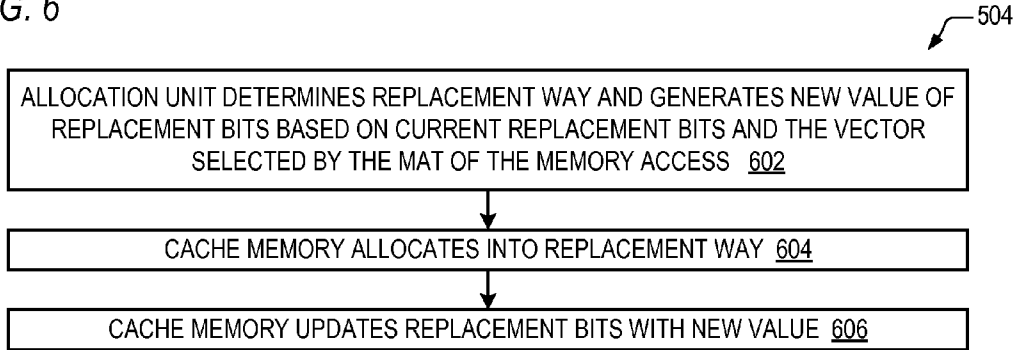 G. 6
504
ALLOCATION UNIT DETERMINES REPLACEMENT WAY AND GENERATES NEW VALUE OF
REPLACEMENT BITS BASED ON CURRENT REPLACEMENT BITS AND THE VECTOR
SELECTED BY THE MAT OF THE MEMORY ACCESS 602
CACHE MEMORY ALLOCATES INTO REPLACEMENT WAY 604
CACHE MEMORY UPDATES REPLACEMENT BITS WITH NEW VALUE 606